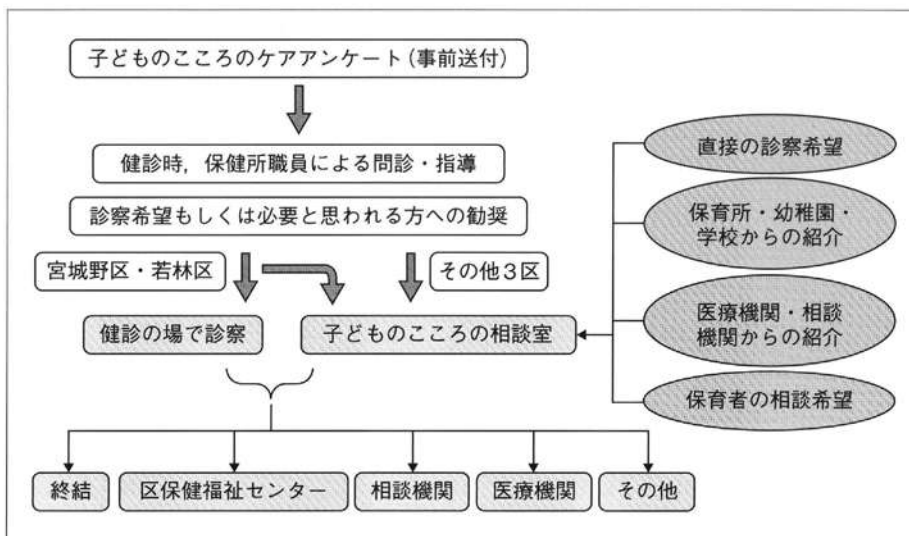 子どものこころのケアアンケート(事前送付)
健診時，保健所職員による問診・指導
診察希望もしくは必要と思われる方への勧奨
宮城野区・若林区
その他3区
健診の場で診察
子どものこころの相談室
直接の診察希望
保育所・幼稚園・
学校からの紹介
医療機関・相談
機関からの紹介
保育者の相談希望
終結
区保健福祉センター
相談機関
医療機関
その他